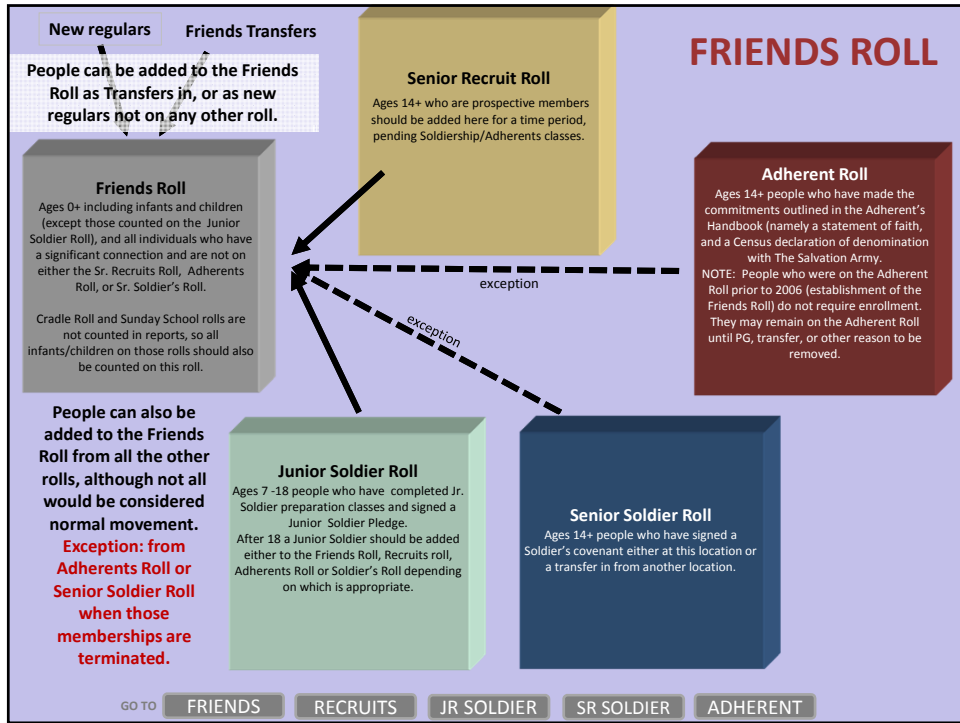 New regulars
Friends Transfers
People can be added to the Friends
Roll as Transfers in, or as new
regulars not on any other roll.
FRIENDS ROLL
Senior Recruit Roll
Ages 14+ who are prospective members
should be added here for a time period,
pending Soldiership/Adherents classes.
Friends Roll
Ages 0+ including infants and children
(except those counted on the Junior
Soldier Roll), and all individuals who have
a significant connection and are not on
either the Sr. Recruits Roll, Adherents
Roll, or Sr. Soldier's Roll.
Cradle Roll and Sunday School rolls are
not counted in reports, so all
infants/children on those rolls should also
be counted on this roll.
Adherent Roll
Ages 14+ people who have made the
commitments outlined in the Adherent's
Handbook (namely a statement of faith,
and a Census declaration of denomination
with The Salvation Army.
NOTE: People who were on the Adherent
Roll prior to 2006 (establishment of the
Friends Roll) do not require enrollment.
They may remain on the Adherent Roll
until PG, transfer, or other reason to be
removed.
exception
exception
People can also be
added to the Friends
Roll from all the other
rolls, although not all
would be considered
normal movement.
Exception: from
Adherents Roll or
Senior Soldier Roll
when those
memberships are
terminated.
Junior Soldier Roll
Ages 7 -18 people who have completed Jr.
Soldier preparation classes and signed a
Junior Soldier Pledge.
After 18 a Junior Soldier should be added
either to the Friends Roll, Recruits roll,
Adherents Roll or Soldier's Roll depending
on which is appropriate.
Senior Soldier Roll
Ages 14+ people who have signed a
Soldier's covenant either at this location or
a transfer in from another location.
GO TO FRIENDS RECRUITS JR SOLDIER SR SOLDIER ADHERENT